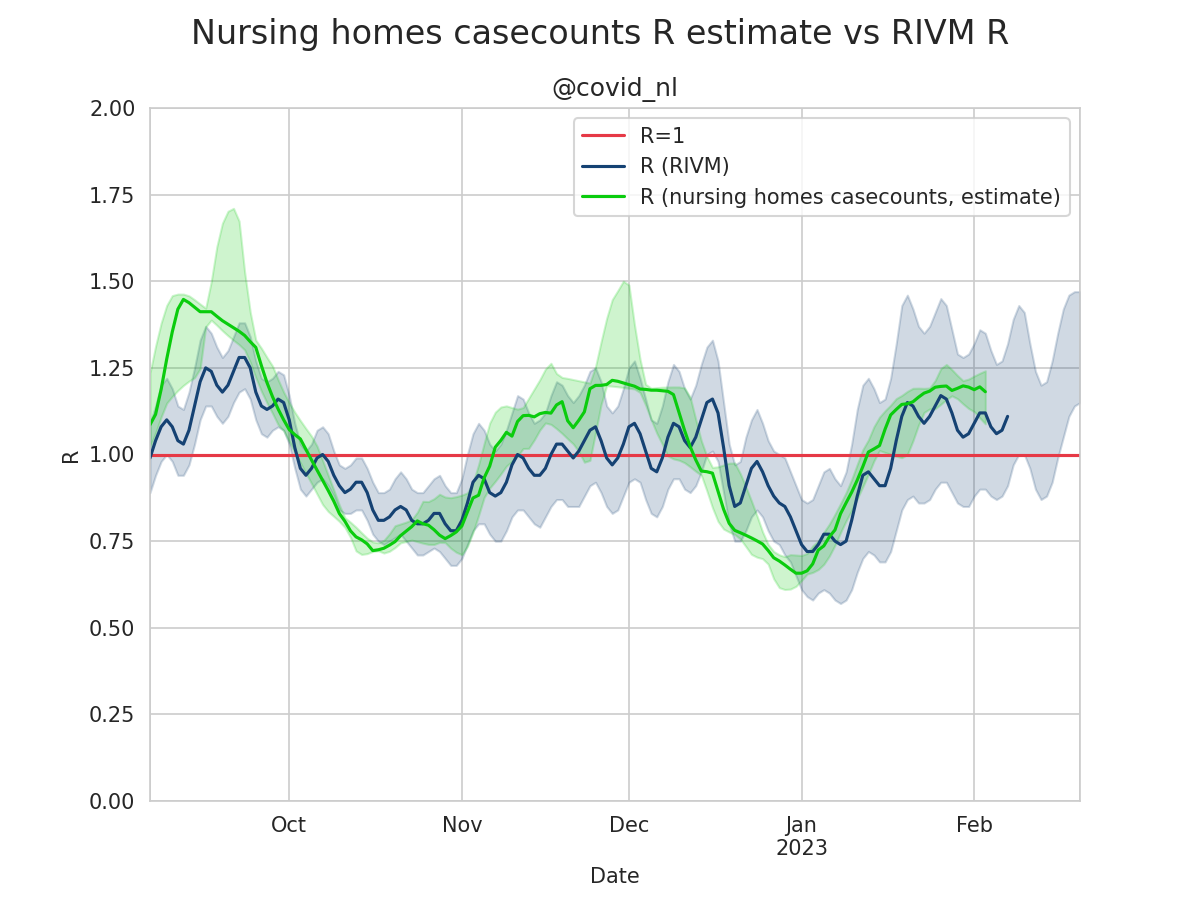 Nursing homes casecounts R estimate vs RIVM R
@covid_nl
2.00
R=1
R (RIVM)
1.75
R (nursing homes casecounts, estimate)
1.50
1.25
1.00
R
0.75
0.50
0.25
0.00
Oct Nov Dec Jan Feb
2023
Date